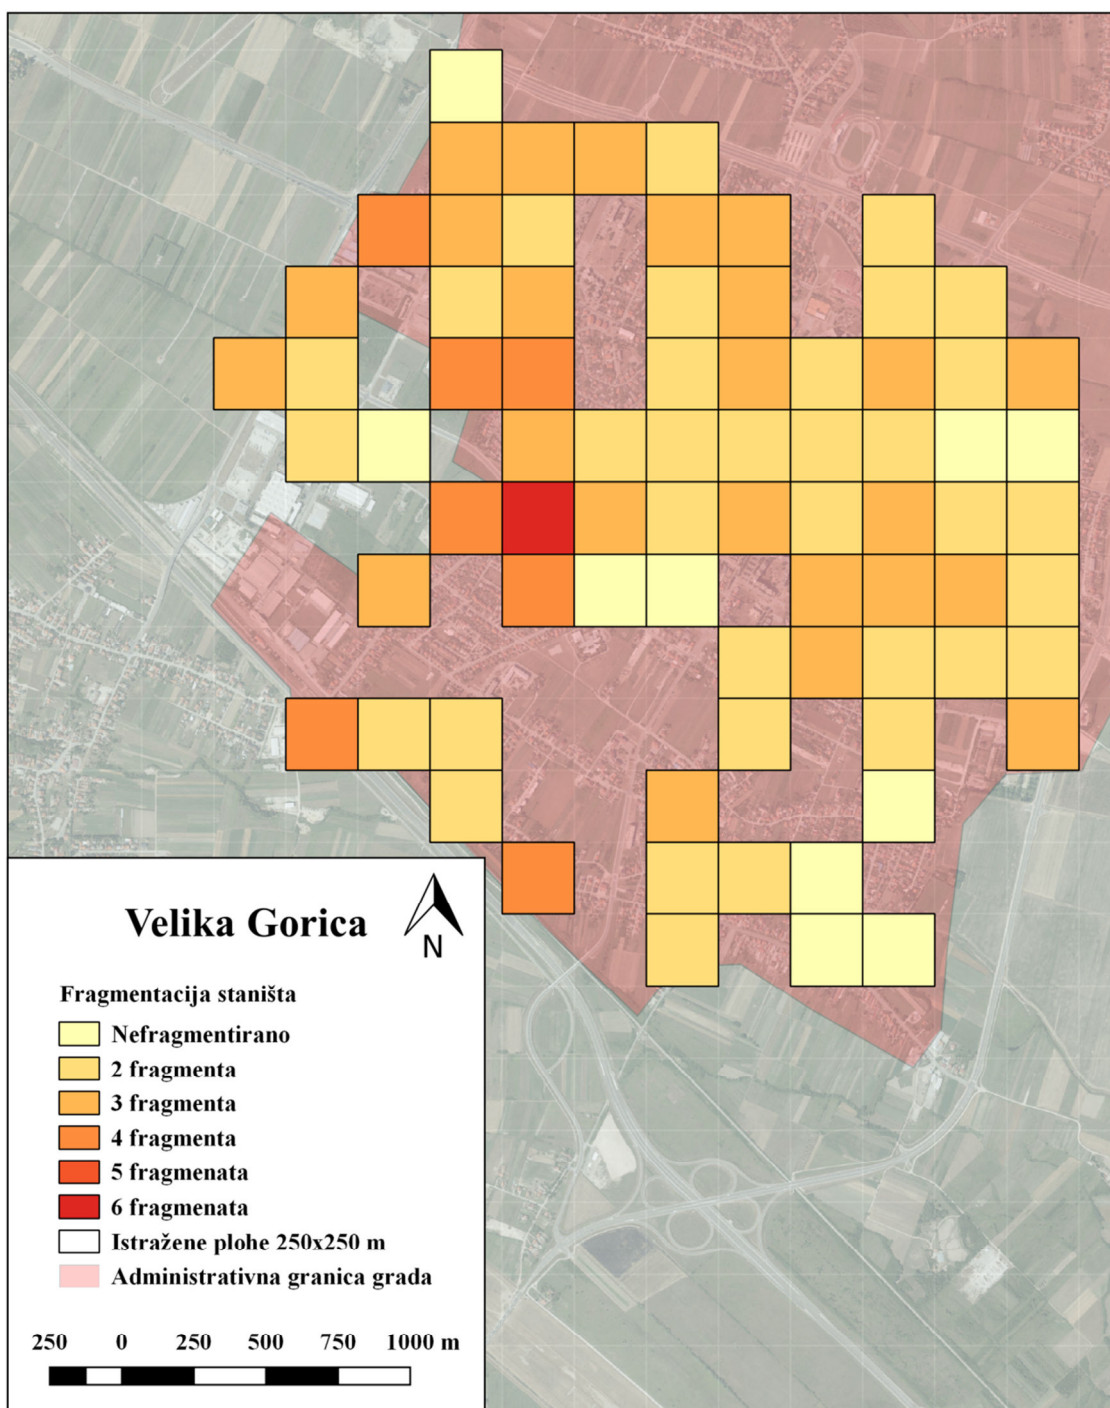 Velika Gorica
N
Fragmentacija staništa
Nefragmentirano
2 fragmenta
3 fragmenta
4 fragmenta
5 fragmenata
6 fragmenata
Istražene plohe 250x250 m
Administrativna granica grada
250 0 250 500 750 1000 m